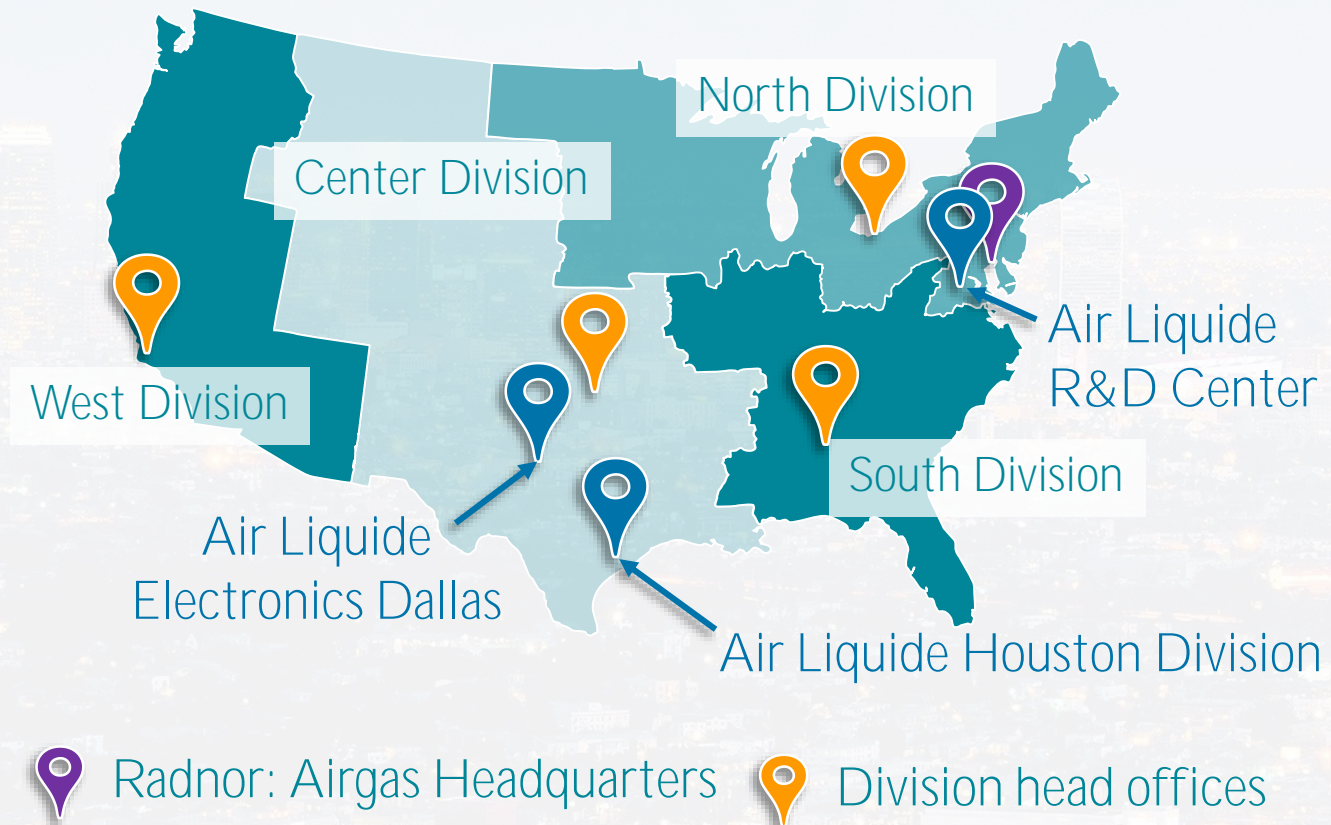 North Division
Center Division
Air Liquide
R&D Center
West Division
South Division
Air Liquide
Electronics Dallas
Air Liquide Houston Division
Radnor: Airgas Headquarters
Division head offices